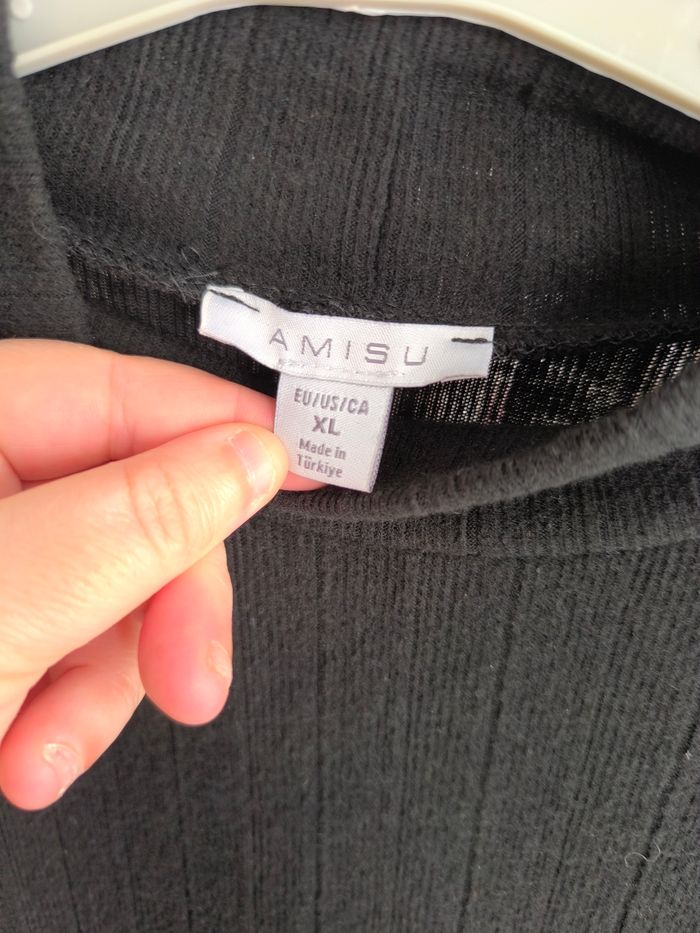 AMISU
EU/US/CA
XL
Made in
Türkiye